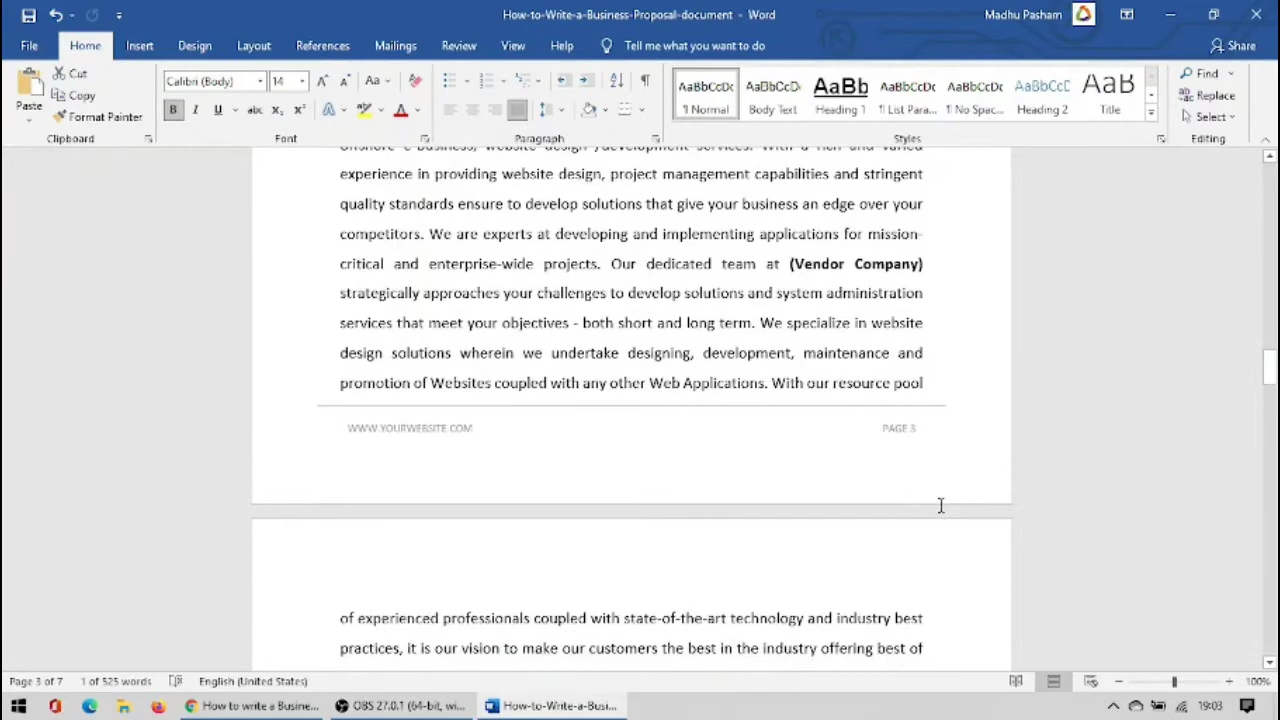 How-to-Write-a-Business-Proposal-document - Word
Madhu Pasham
File Home Insert Design Layout References Mailings Review View Help Tell me what you want to do Share
Paste
Cut
Copy
Format Painter
Clipboard
Calibri (Body) 14
Font
Paragraph
AaBbCcDc ¶ Normal
AaBbCcD Body Text
AaBb Heading 1
AaBbCcDc ¶ List Para...
AaBbCcDc ¶ No Spac...
AaBbCcD Heading 2
AaB Title
Styles
Find
Replace
Select
Editing
offshore e-Business, website design /development services. With a rich and varied
experience in providing website design, project management capabilities and stringent
quality standards ensure to develop solutions that give your business an edge over your
competitors. We are experts at developing and implementing applications for mission-
critical and enterprise-wide projects. Our dedicated team at (Vendor Company)
strategically approaches your challenges to develop solutions and system administration
services that meet your objectives - both short and long term. We specialize in website
design solutions wherein we undertake designing, development, maintenance and
promotion of Websites coupled with any other Web Applications. With our resource pool
WWW.YOURWEBSITE.COM PAGE 3
of experienced professionals coupled with state-of-the-art technology and industry best
practices, it is our vision to make our customers the best in the industry offering best of
Page 3 of 7 1 of 525 words English (United States) 100%
How to write a Busine... OBS 27.0.1 (64-bit, wi... How-to-Write-a-Busi... 19:03